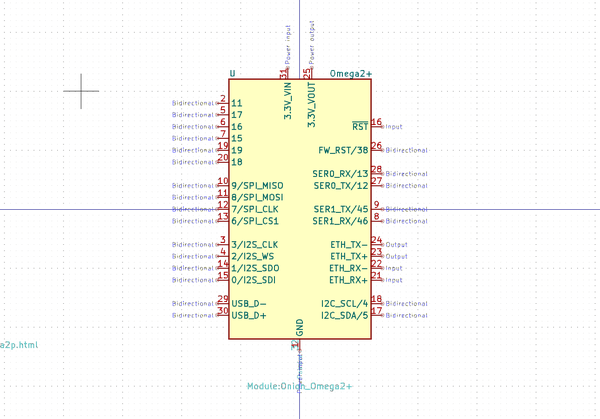 Power input
Power output
U
31
25
Omega2+
3.3V_VIN
3.3V_VOUT
Bidirectional 2 11
Bidirectional 5 17
Bidirectional 6 16
Bidirectional 7 15
Bidirectional 19 19
Bidirectional 20 18
RST 16 Input
FW_RST/38 26 Bidirectional
SER0_RX/13 28 Bidirectional
SER0_TX/12 27 Bidirectional
Bidirectional 10 9/SPI_MISO
Bidirectional 11 8/SPI_MOSI
Bidirectional 12 7/SPI_CLK
Bidirectional 13 6/SPI_CS1
SER1_TX/45 9 Bidirectional
SER1_RX/46 8 Bidirectional
Bidirectional 3 3/I2S_CLK
Bidirectional 4 2/I2S_WS
Bidirectional 14 1/I2S_SDO
Bidirectional 15 0/I2S_SDI
ETH_TX- 24 Output
ETH_TX+ 23 Output
ETH_RX- 22 Input
ETH_RX+ 21 Input
Bidirectional 29 USB_D-
Bidirectional 30 USB_D+
I2C_SCL/4 18 Bidirectional
I2C_SDA/5 17 Bidirectional
GND
Power input
a2p.html
Module:Onion_Omega2+